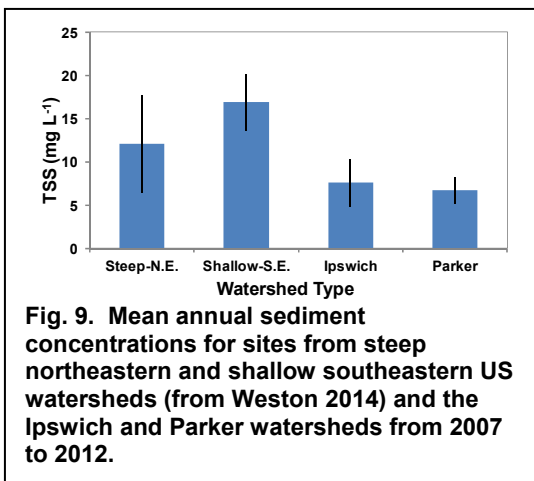 25
20
15
10
5
0
TSS (mg L-1)
Steep-N.E. Shallow-S.E. Ipswich Parker
Watershed Type
Fig. 9. Mean annual sediment
concentrations for sites from steep
northeastern and shallow southeastern US
watersheds (from Weston 2014) and the
Ipswich and Parker watersheds from 2007
to 2012.